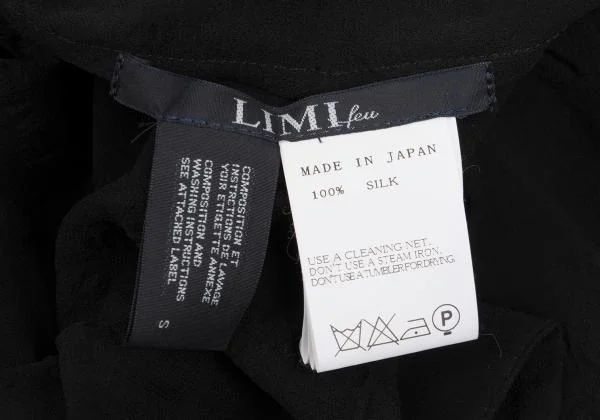 LIMI feu
COMPOSITION ET
INSTRUCTIONS DE LAVAGE
VOIR ETIGETTE ANNEXE
COMPOSITION AND
WASHING INSTRUCTIONS
SEE ATTACHED LABEL
S
MADE IN JAPAN
100% SILK
USE A CLEANING NET.
DON'T USE A STEAM IRON.
DON'T USE A TUMBLER FOR DRYING.
P